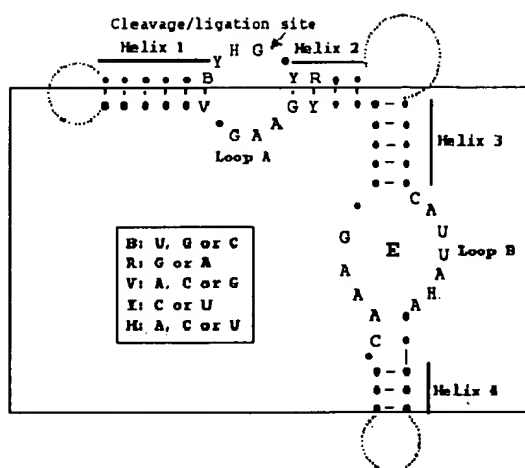 Cleavage/ligation site
Helix 1
Y H G
Helix 2
B Y R
V G Y
G A A
Loop A
Helix 3
C A U U A H A
G A A A C
E
Loop B
B: U, G or C
R: G or A
V: A, C or G
Y: C or U
H: A, C or U
Helix 4